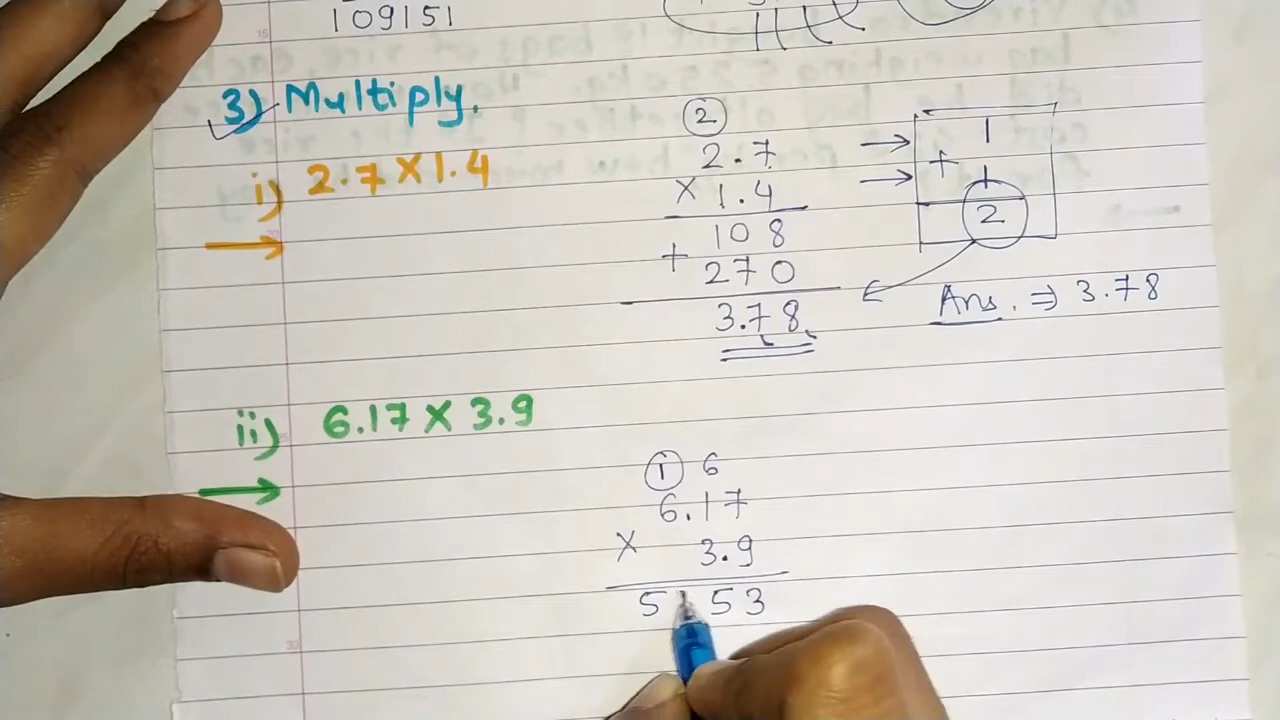 109151
3) Multiply.
i) 2.7 X 1.4
2
2.7
X 1.4
108
+ 270
3.78
1
+ 1
2
Ans. ⇒ 3.78
ii) 6.17 X 3.9
1 6
6.17
X 3.9
5 53